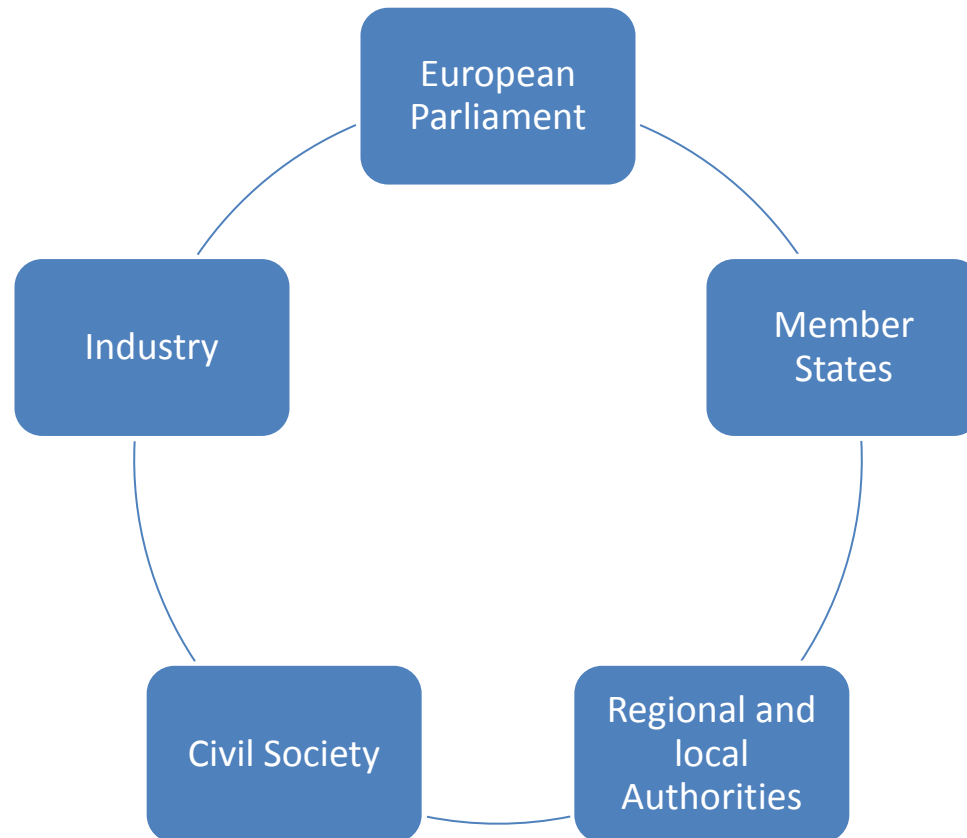 European
Parliament
Industry
Member
States
Civil Society
Regional and
local
Authorities